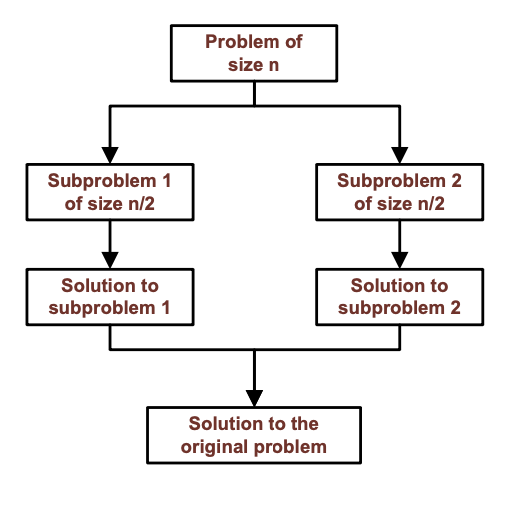 Problem of
size n
Subproblem 1
of size n/2
Subproblem 2
of size n/2
Solution to
subproblem 1
Solution to
subproblem 2
Solution to the
original problem